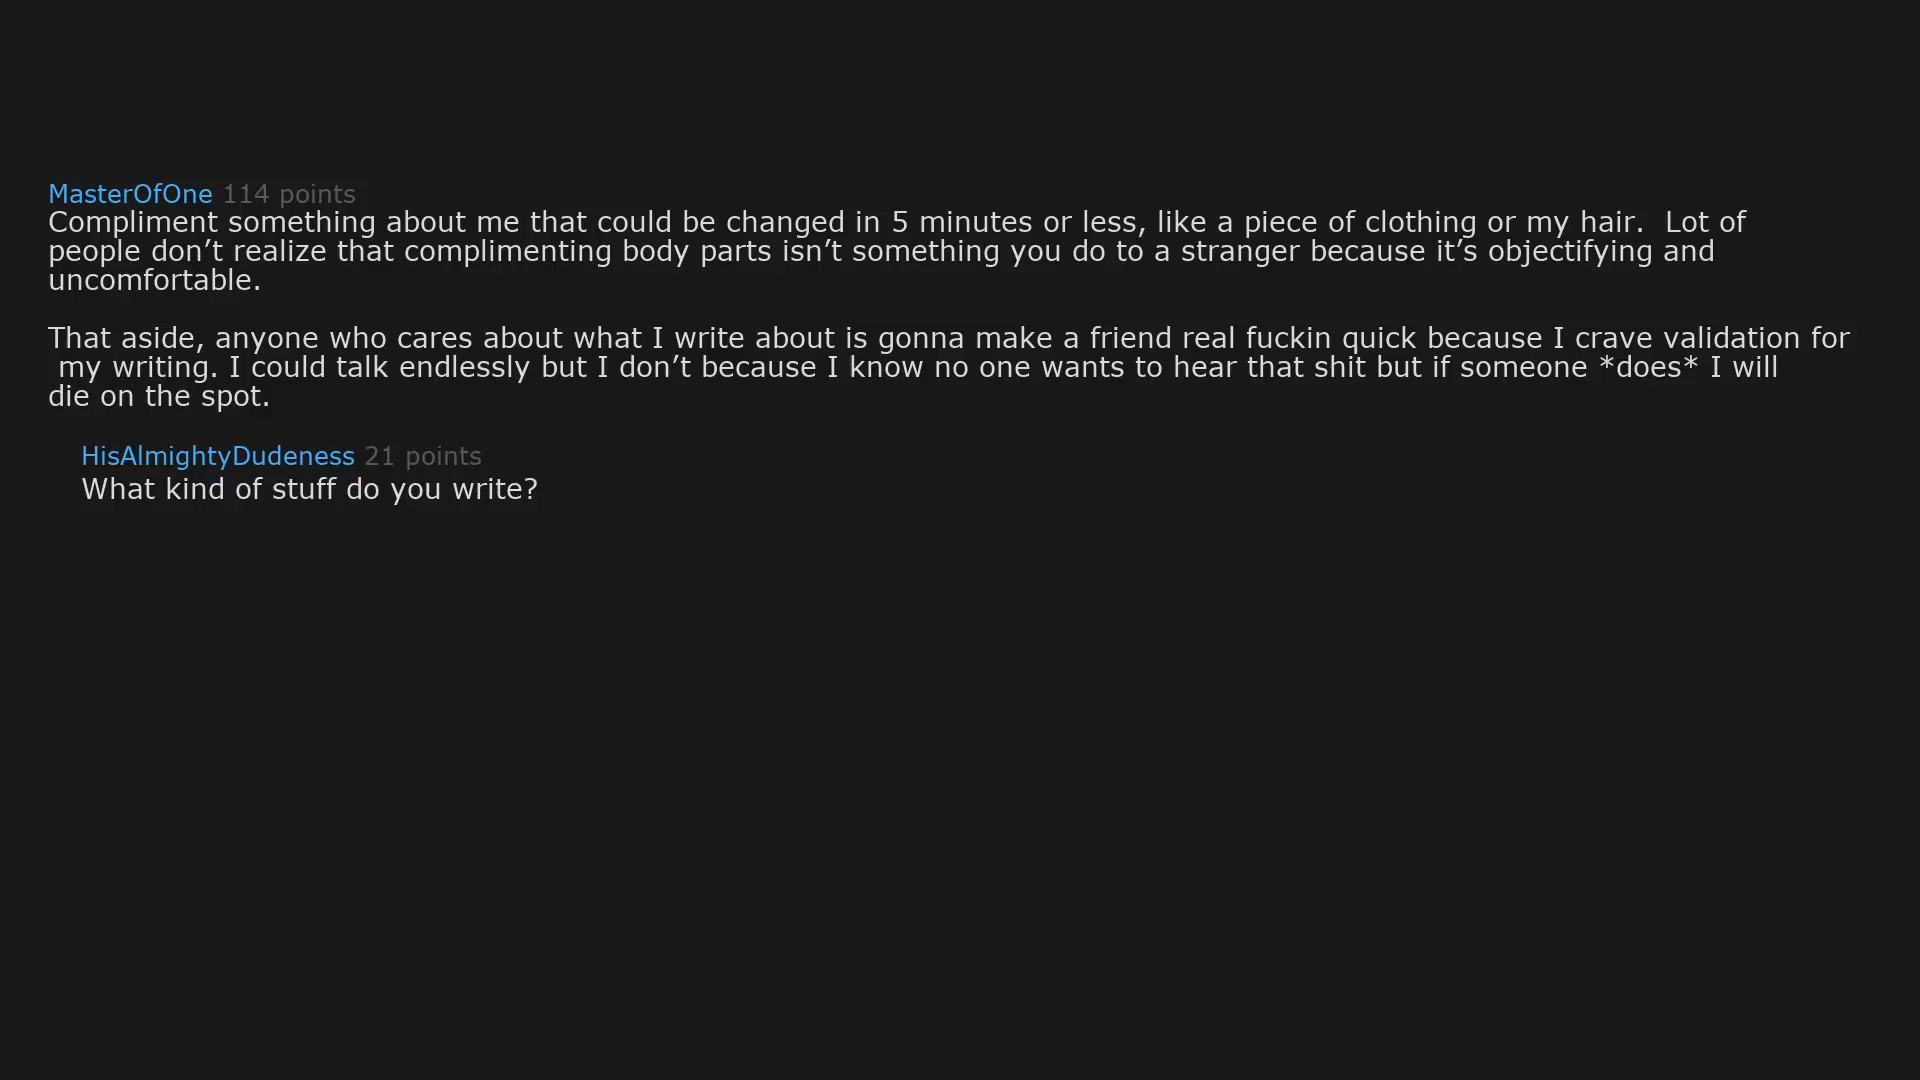 MasterOfOne 114 points
Compliment something about me that could be changed in 5 minutes or less, like a piece of clothing or my hair.  Lot of
people don’t realize that complimenting body parts isn’t something you do to a stranger because it’s objectifying and
uncomfortable.
That aside, anyone who cares about what I write about is gonna make a friend real fuckin quick because I crave validation for
my writing. I could talk endlessly but I don’t because I know no one wants to hear that shit but if someone *does* I will
die on the spot.
HisAlmightyDudeness 21 points
What kind of stuff do you write?